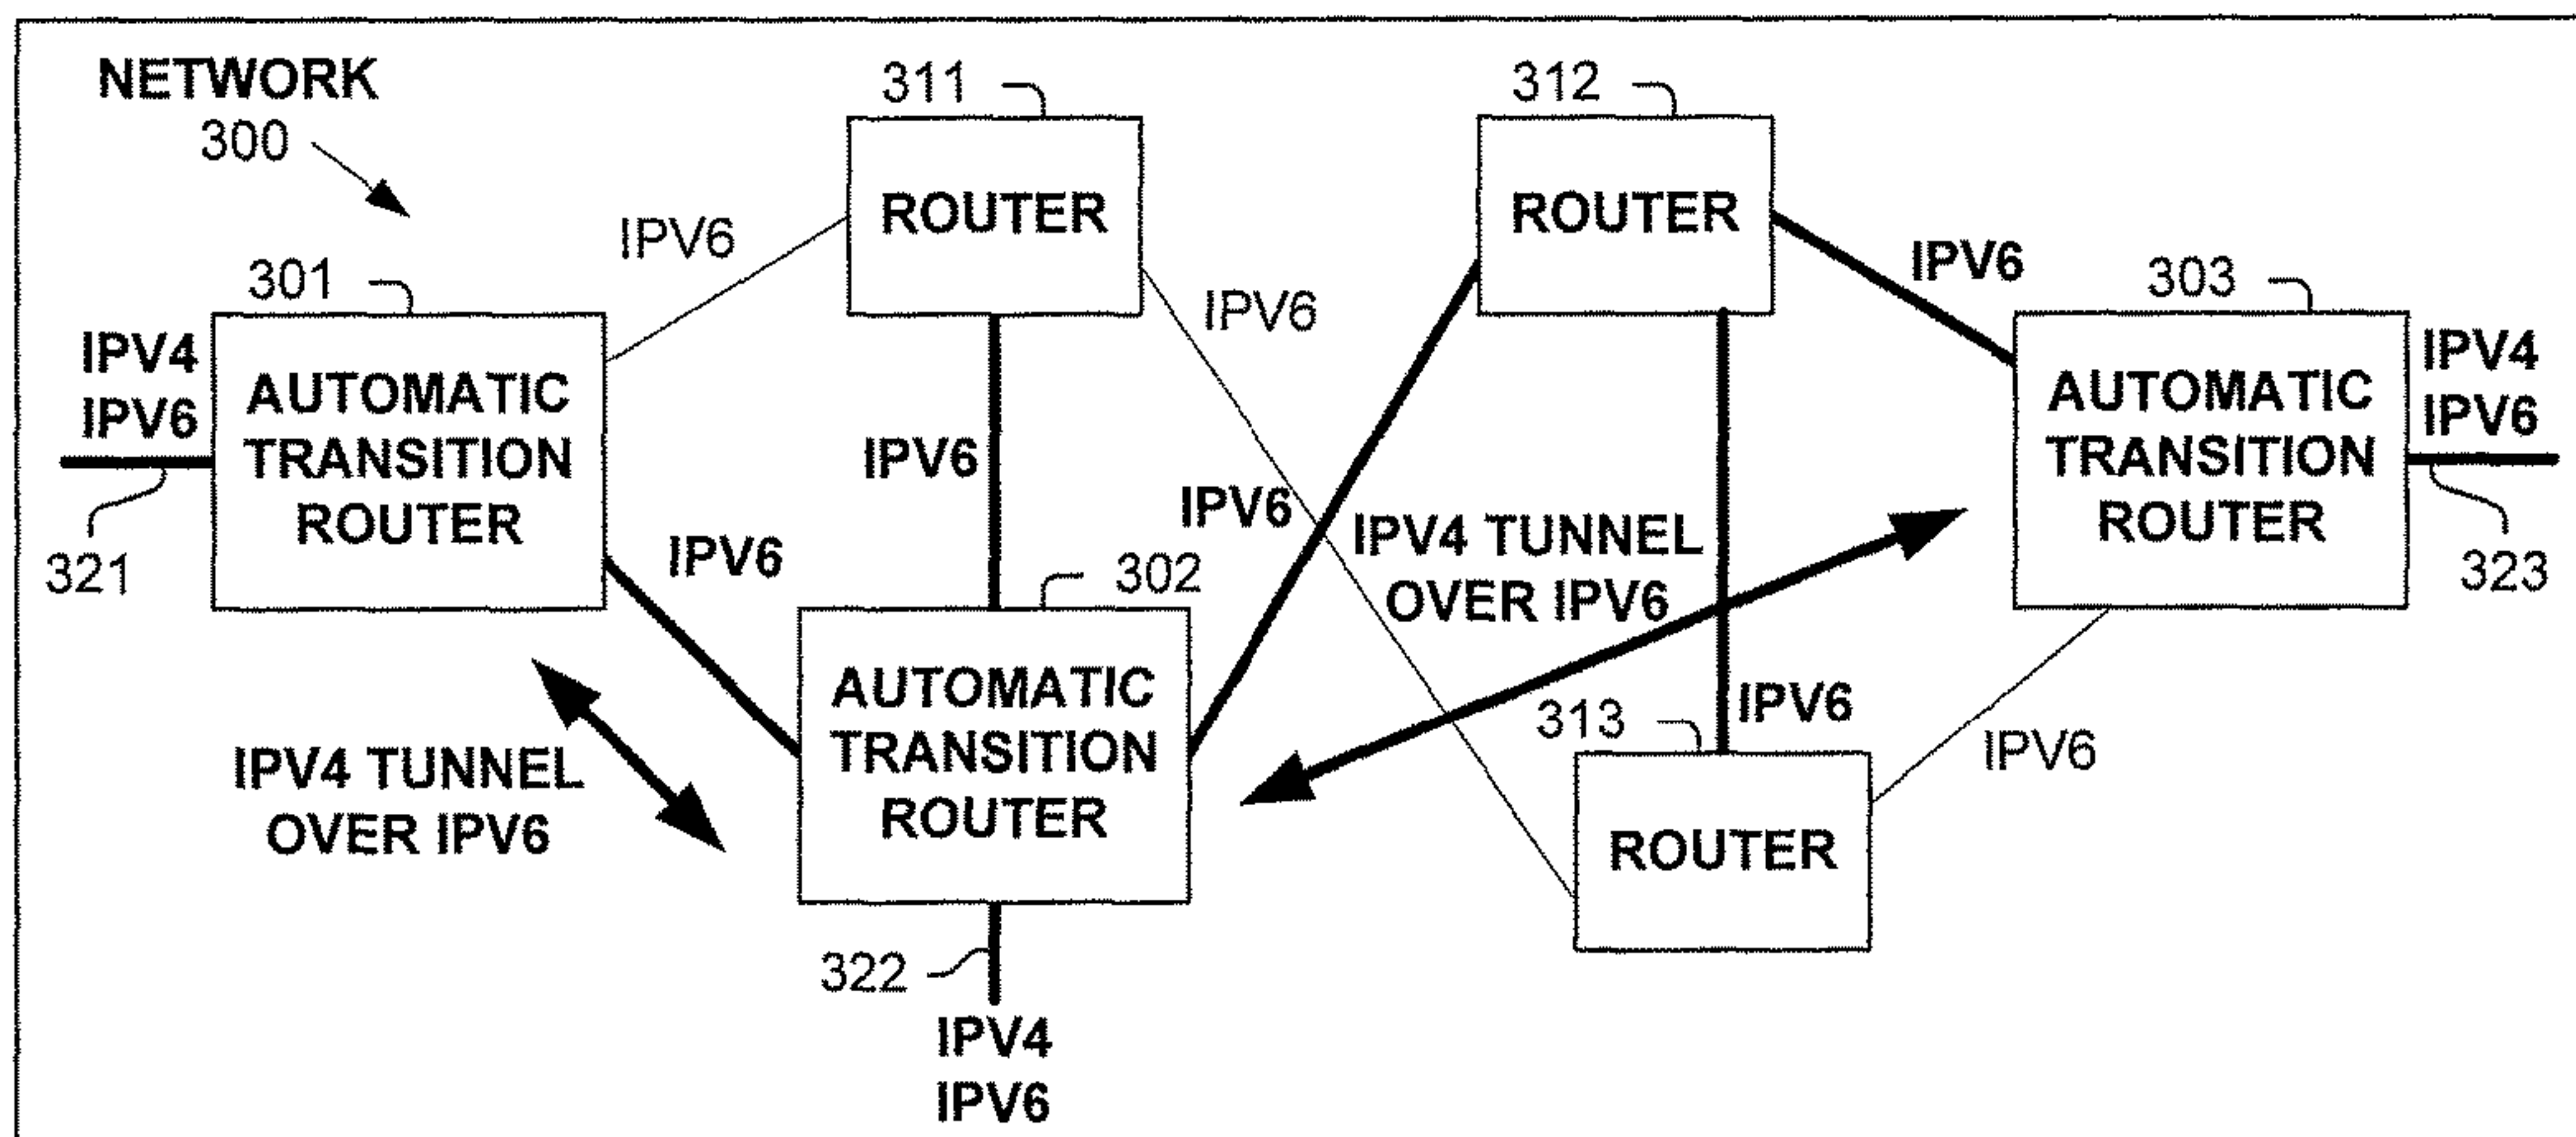 NETWORK
300
311
312
ROUTER
ROUTER
IPV6
IPV6
IPV6
301
303
IPV4
IPV6
AUTOMATIC
TRANSITION
ROUTER
AUTOMATIC
TRANSITION
ROUTER
IPV4
IPV6
321
323
IPV6
IPV6
IPV6
IPV4 TUNNEL
OVER IPV6
302
AUTOMATIC
TRANSITION
ROUTER
313
IPV6
IPV6
ROUTER
IPV4 TUNNEL
OVER IPV6
322
IPV4
IPV6